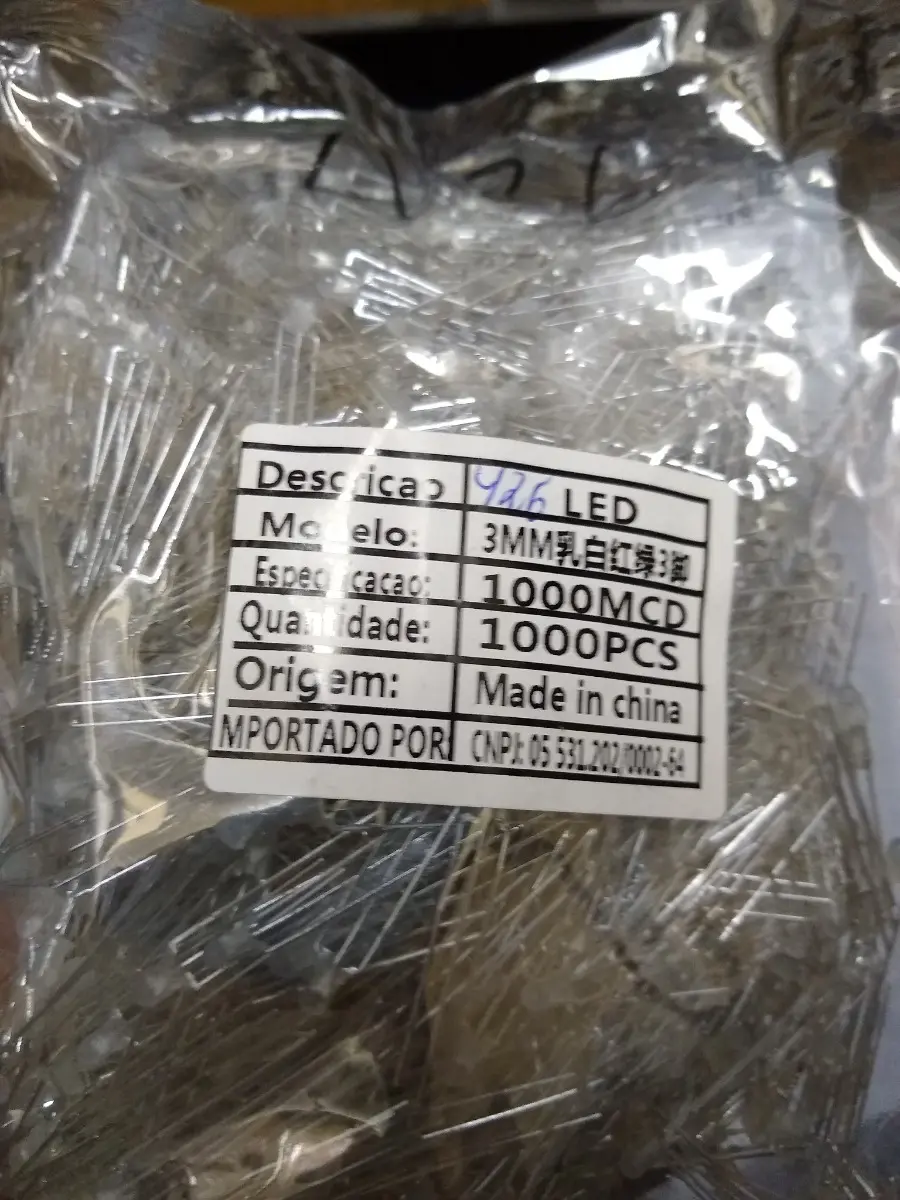 426 LED
Descricao
Modelo: 3MM乳白红绿3脚
Especificacao: 1000MCD
Quantidade: 1000PCS
Origem: Made in china
MPORTADO POR: CNPJ: 05 531.202/0002-64